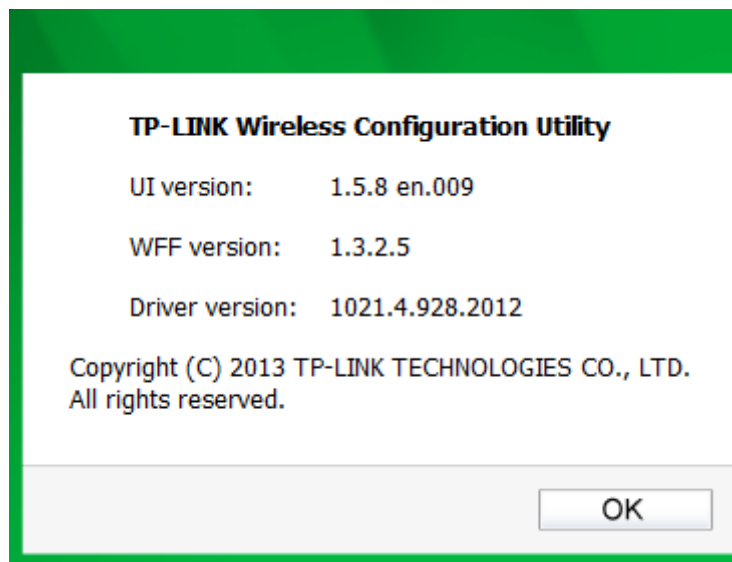 TP-LINK Wireless Configuration Utility
UI version: 1.5.8 en.009
WFF version: 1.3.2.5
Driver version: 1021.4.928.2012
Copyright (C) 2013 TP-LINK TECHNOLOGIES CO., LTD.
All rights reserved.
OK